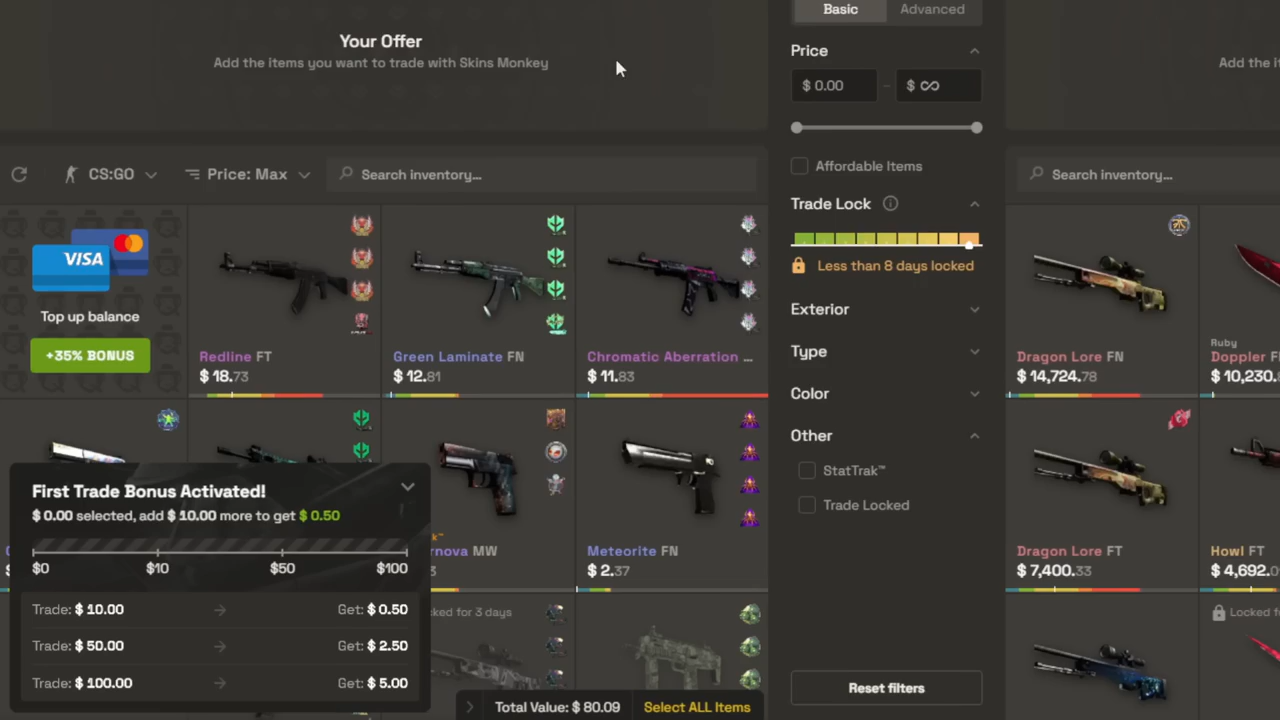 Your Offer
Add the items you want to trade with Skins Monkey
CS:GO
Price: Max
Search inventory...
VISA
Top up balance
+35% BONUS
Redline FT
$ 18.73
Green Laminate FN
$ 12.81
Chromatic Aberration ...
$ 11.83
MW
Meteorite FN
$ 2.37
First Trade Bonus Activated!
$ 0.00 selected, add $ 10.00 more to get $ 0.50
$0
$10
$50
$100
Trade: $ 10.00
Get: $ 0.50
Trade: $ 50.00
Get: $ 2.50
Trade: $ 100.00
Get: $ 5.00
for 3 days
Total Value: $ 80.09
Select ALL Items
Basic
Advanced
Price
$ 0.00
–
$ ∞
Affordable Items
Trade Lock
Less than 8 days locked
Exterior
Type
Color
Other
StatTrak™
Trade Locked
Reset filters
Add the
Search inventory...
Dragon Lore FN
$ 14,724.78
Ruby
Doppler
$ 10,230.
Dragon Lore FT
$ 7,400.33
Howl FT
$ 4,692.
Locked